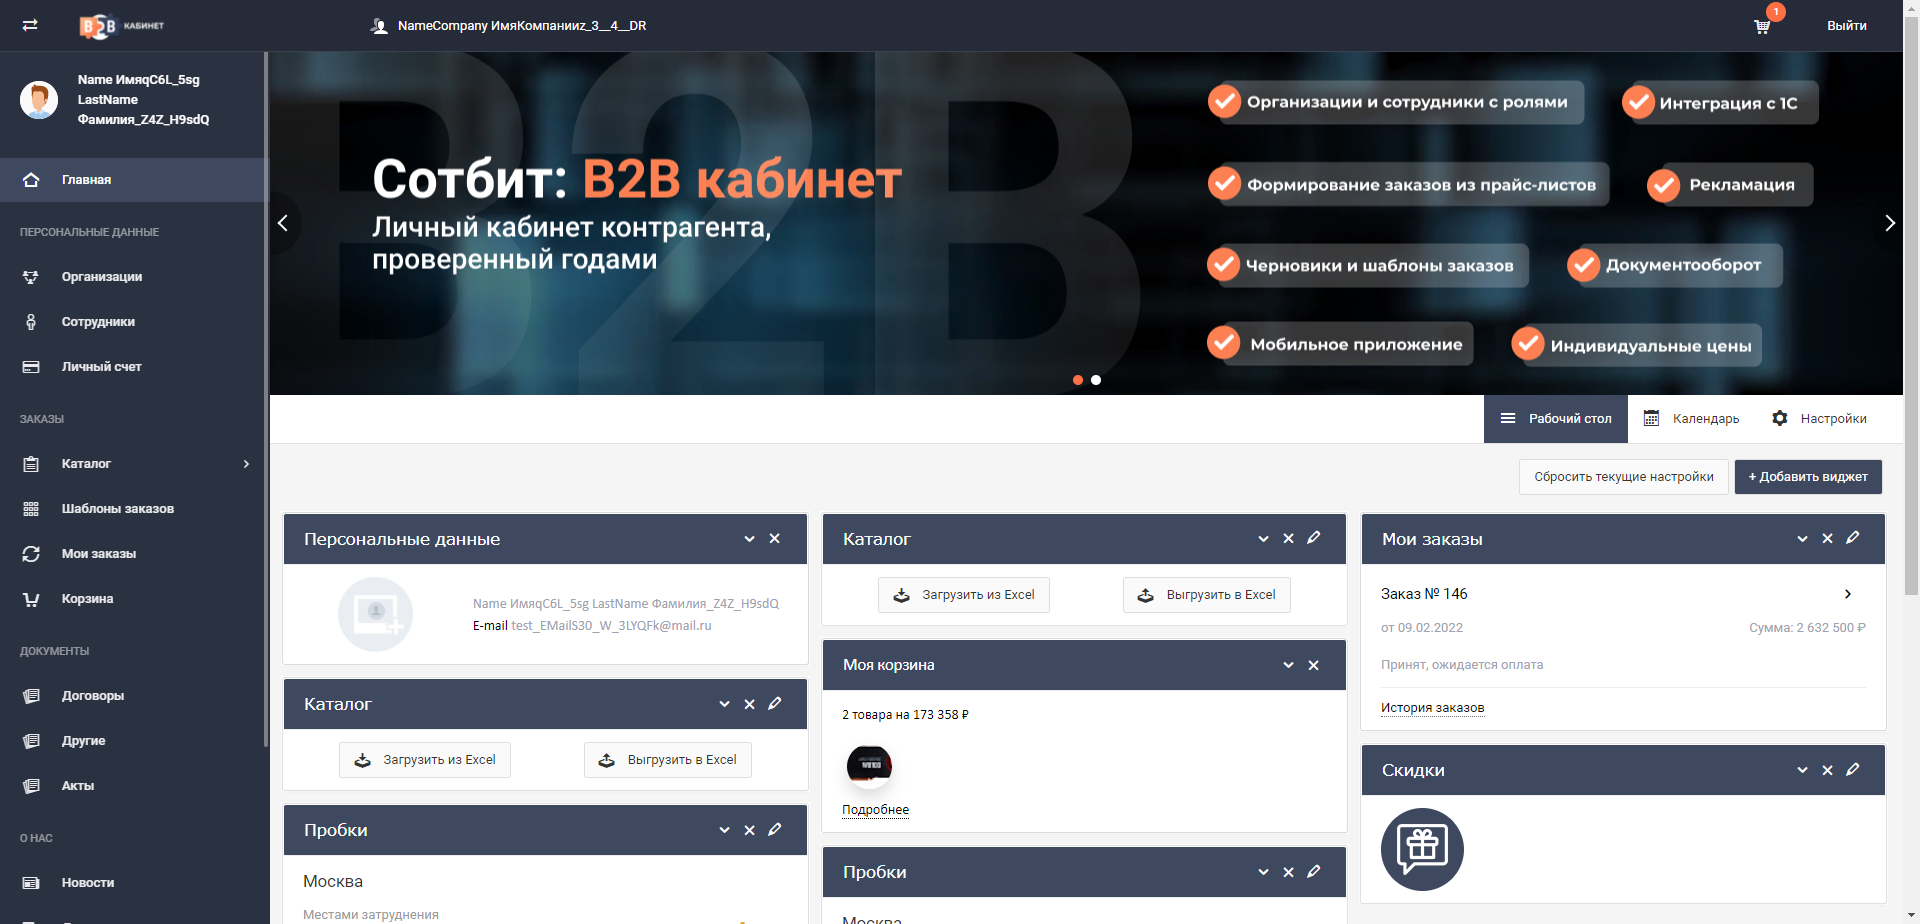 B2B КАБИНЕТ
NameCompany ИмяКомпанииz_3__4__DR
1
Выйти
Name ИмяqC6L_5sg
LastName
Фамилия_Z4Z_H9sdQ
Главная
ПЕРСОНАЛЬНЫЕ ДАННЫЕ
Организации
Сотрудники
Личный счет
ЗАКАЗЫ
Каталог
Шаблоны заказов
Мои заказы
Корзина
ДОКУМЕНТЫ
Договоры
Другие
Акты
О НАС
Новости
B2B
Сотбит: B2B кабинет
Личный кабинет контрагента,
проверенный годами
Организации и сотрудники с ролями
Интеграция с 1С
Формирование заказов из прайс-листов
Рекламация
Черновики и шаблоны заказов
Документооборот
Мобильное приложение
Индивидуальные цены
Рабочий стол
Календарь
Настройки
Сбросить текущие настройки
+ Добавить виджет
Персональные данные
Name ИмяqC6L_5sg LastName Фамилия_Z4Z_H9sdQ
E-mail test_EMailS30_W_3LYQFk@mail.ru
Каталог
Загрузить из Excel
Выгрузить в Excel
Пробки
Москва
Местами затруднения
Каталог
Загрузить из Excel
Выгрузить в Excel
Моя корзина
2 товара на 173 358 ₽
Подробнее
Пробки
Москва
Мои заказы
Заказ № 146
от 09.02.2022
Сумма: 2 632 500 ₽
Принят, ожидается оплата
История заказов
Скидки